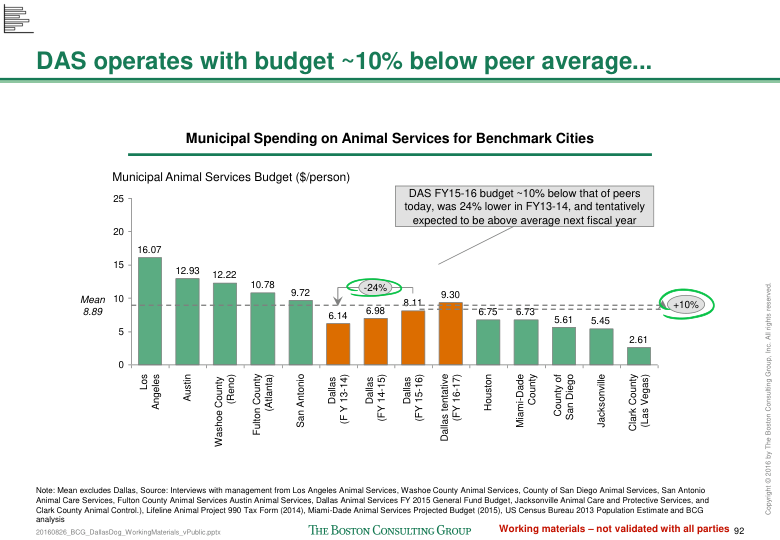 DAS operates with budget ~10% below peer average...
Municipal Spending on Animal Services for Benchmark Cities
Municipal Animal Services Budget ($/person)
DAS FY15-16 budget ~10% below that of peers
today, was 24% lower in FY13-14, and tentatively
expected to be above average next fiscal year
25
20
15
10
5
0
Mean
8.89
16.07
12.93
12.22
10.78
9.72
6.14
6.98
8.11
9.30
6.75
6.73
5.61
5.45
2.61
-24%
+10%
Los
Angeles
Austin
Washoe County
(Reno)
Fulton County
(Atlanta)
San Antonio
Dallas
(FY 13-14)
Dallas
(FY 14-15)
Dallas
(FY 15-16)
Dallas tentative
(FY 16-17)
Houston
Miami-Dade
County
County of
San Diego
Jacksonville
Clark County
(Las Vegas)
Note: Mean excludes Dallas, Source: Interviews with management from Los Angeles Animal Services, Washoe County Animal Services, County of San Diego Animal Services, San Antonio
Animal Care Services, Fulton County Animal Services Austin Animal Services, Dallas Animal Services FY 2015 General Fund Budget, Jacksonville Animal Care and Protective Services, and
Clark County Animal Control.), Lifeline Animal Project 990 Tax Form (2014), Miami-Dade Animal Services Projected Budget (2015), US Census Bureau 2013 Population Estimate and BCG
analysis
20160826_BCG_DallasDog_WorkingMaterials_vPublic.pptx
THE BOSTON CONSULTING GROUP
Working materials – not validated with all parties
92
Copyright © 2016 by The Boston Consulting Group, Inc. All rights reserved.